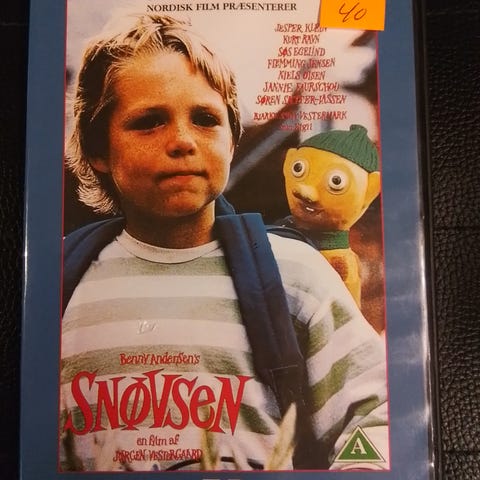 NORDISK FILM PRÆSENTERER
40
JESPER KLEIN
KURT RAVN
SØS EGELIND
FLEMMING JENSEN
NIELS OLSEN
JANNIE FAURSCHOU
VESTERMARK
Benny Andersen's
SNØVSEN
en film af
JØRGEN VESTERGAARD
A